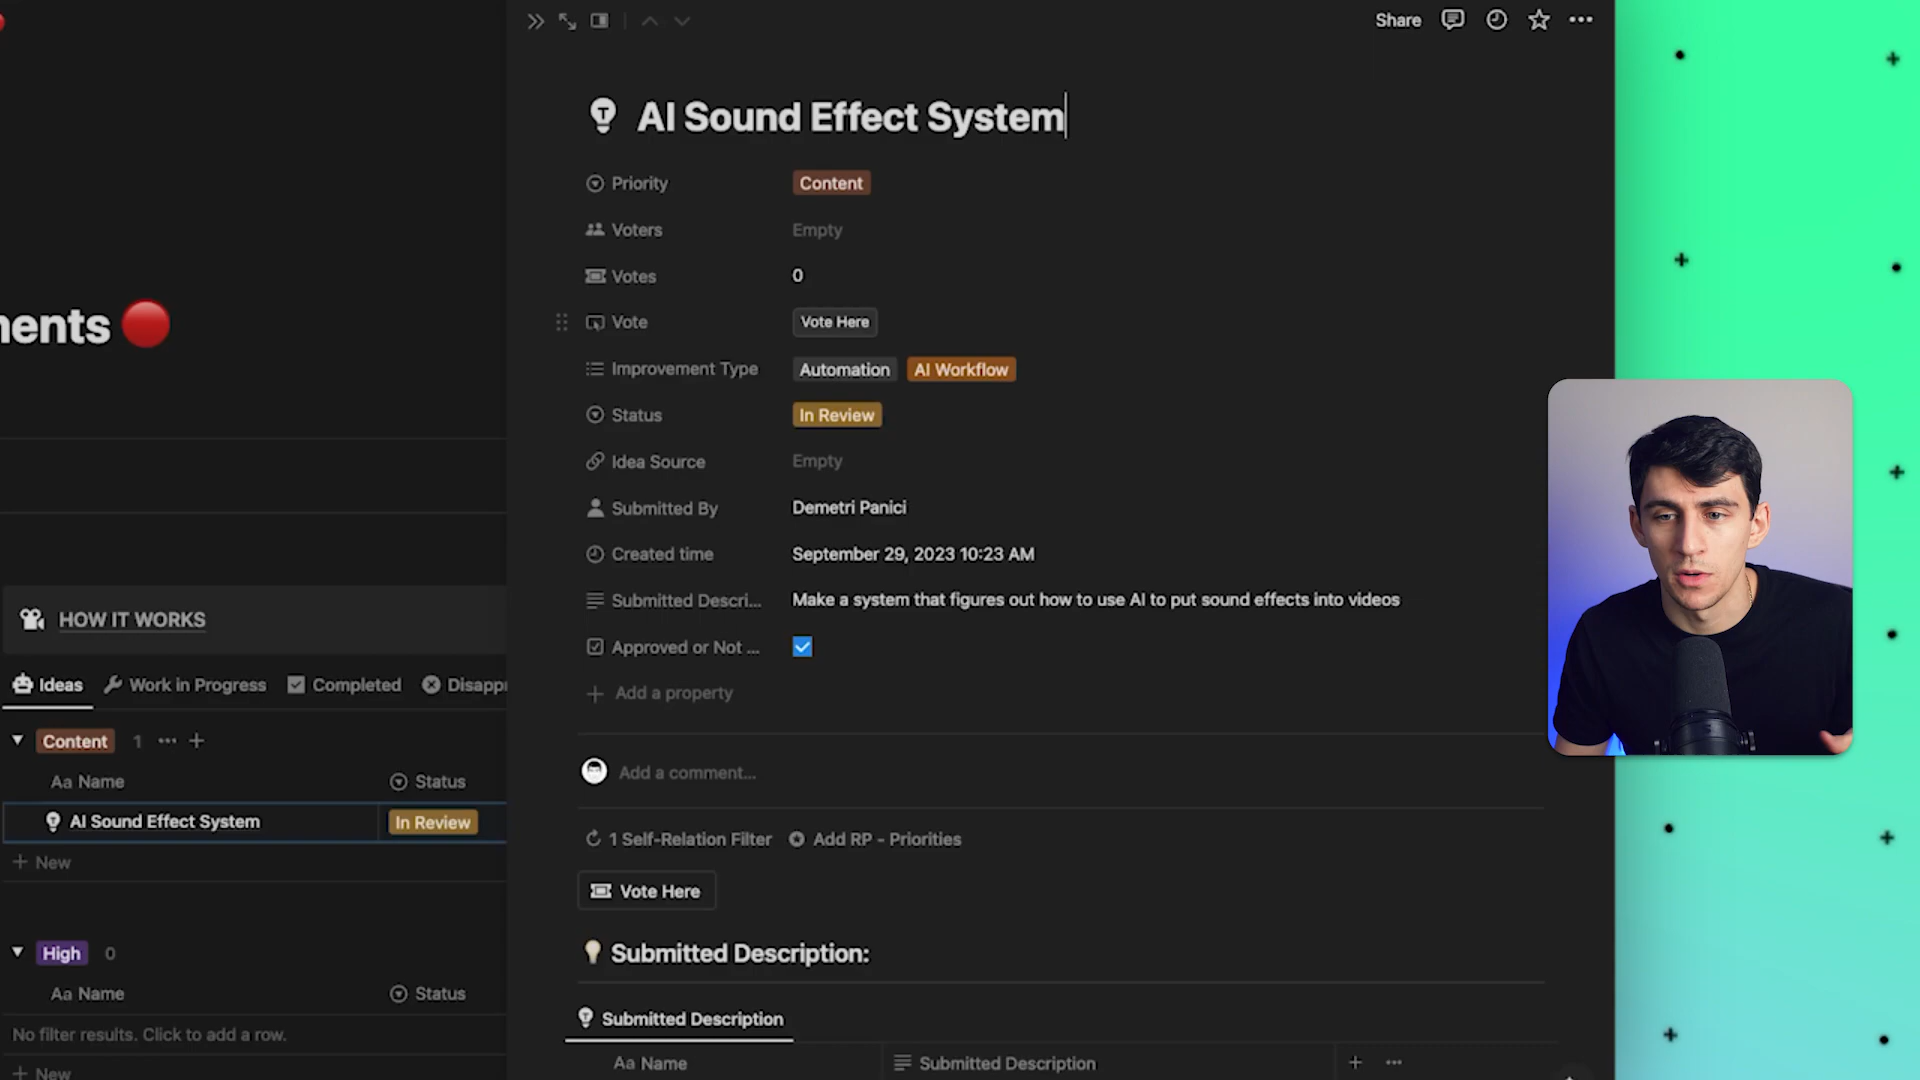 Share
AI Sound Effect System
Priority Content
Voters Empty
Votes 0
Vote Vote Here
Improvement Type Automation AI Workflow
Status In Review
Idea Source Empty
Submitted By Demetri Panici
Created time September 29, 2023 10:23 AM
Submitted Descri... Make a system that figures out how to use AI to put sound effects into videos
Approved or Not ...
Add a property
Add a comment...
1 Self-Relation Filter Add RP - Priorities
Vote Here
Submitted Description:
Submitted Description
Aa Name Submitted Description
ments
HOW IT WORKS
Ideas Work in Progress Completed Disapp
Content 1
Aa Name Status
AI Sound Effect System In Review
New
High 0
Aa Name Status
No filter results. Click to add a row.
New